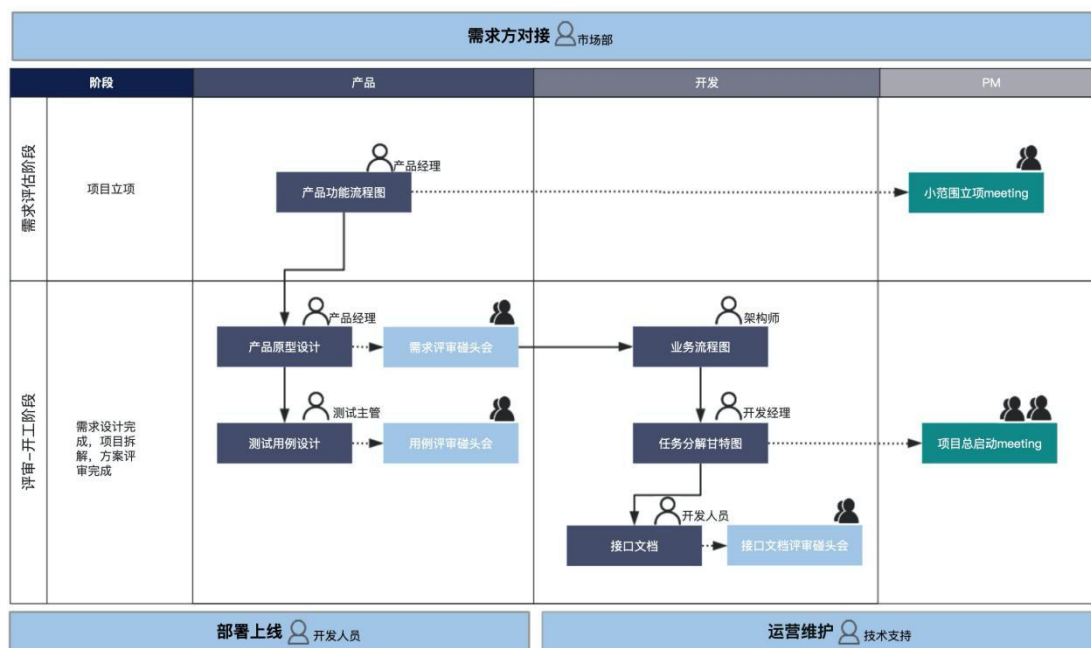 需求方对接 市场部
阶段 产品 开发 PM
需求评估阶段
项目立项
产品经理
产品功能流程图
小范围立项meeting
评审-开工阶段
需求设计完
成，项目拆
解，方案评
审完成
产品经理
产品原型设计
需求评审碰头会
架构师
业务流程图
测试主管
测试用例设计
用例评审碰头会
开发经理
任务分解甘特图
项目总启动meeting
开发人员
接口文档
接口文档评审碰头会
部署上线 开发人员
运营维护 技术支持